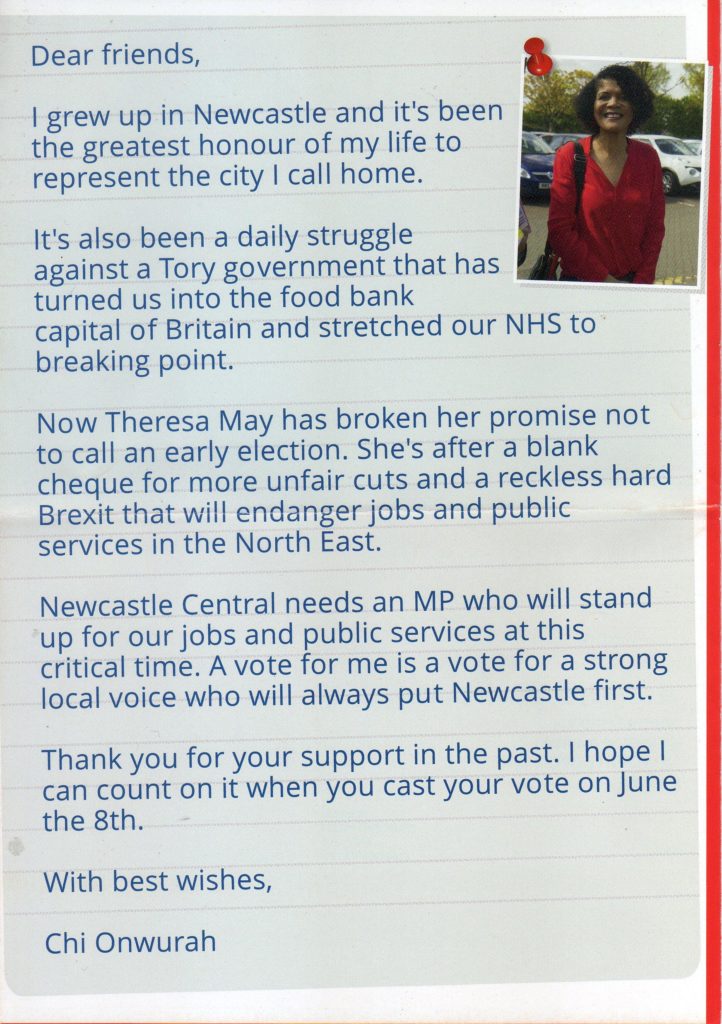 Dear friends,
I grew up in Newcastle and it's been
the greatest honour of my life to
represent the city I call home.
It's also been a daily struggle
against a Tory government that has
turned us into the food bank
capital of Britain and stretched our NHS to
breaking point.
Now Theresa May has broken her promise not
to call an early election. She's after a blank
cheque for more unfair cuts and a reckless hard
Brexit that will endanger jobs and public
services in the North East.
Newcastle Central needs an MP who will stand
up for our jobs and public services at this
critical time. A vote for me is a vote for a strong
local voice who will always put Newcastle first.
Thank you for your support in the past. I hope I
can count on it when you cast your vote on June
the 8th.
With best wishes,
Chi Onwurah